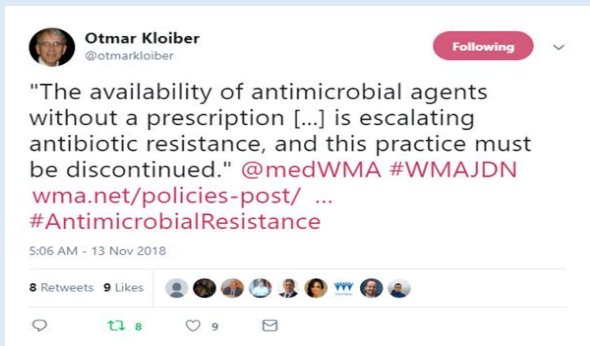 Otmar Kloiber
@otmarkloiber
Following
"The availability of antimicrobial agents
without a prescription [...] is escalating
antibiotic resistance, and this practice must
be discontinued." @medWMA #WMAJDN
wma.net/policies-post/ ...
#AntimicrobialResistance
5:06 AM - 13 Nov 2018
8 Retweets 9 Likes
8 9